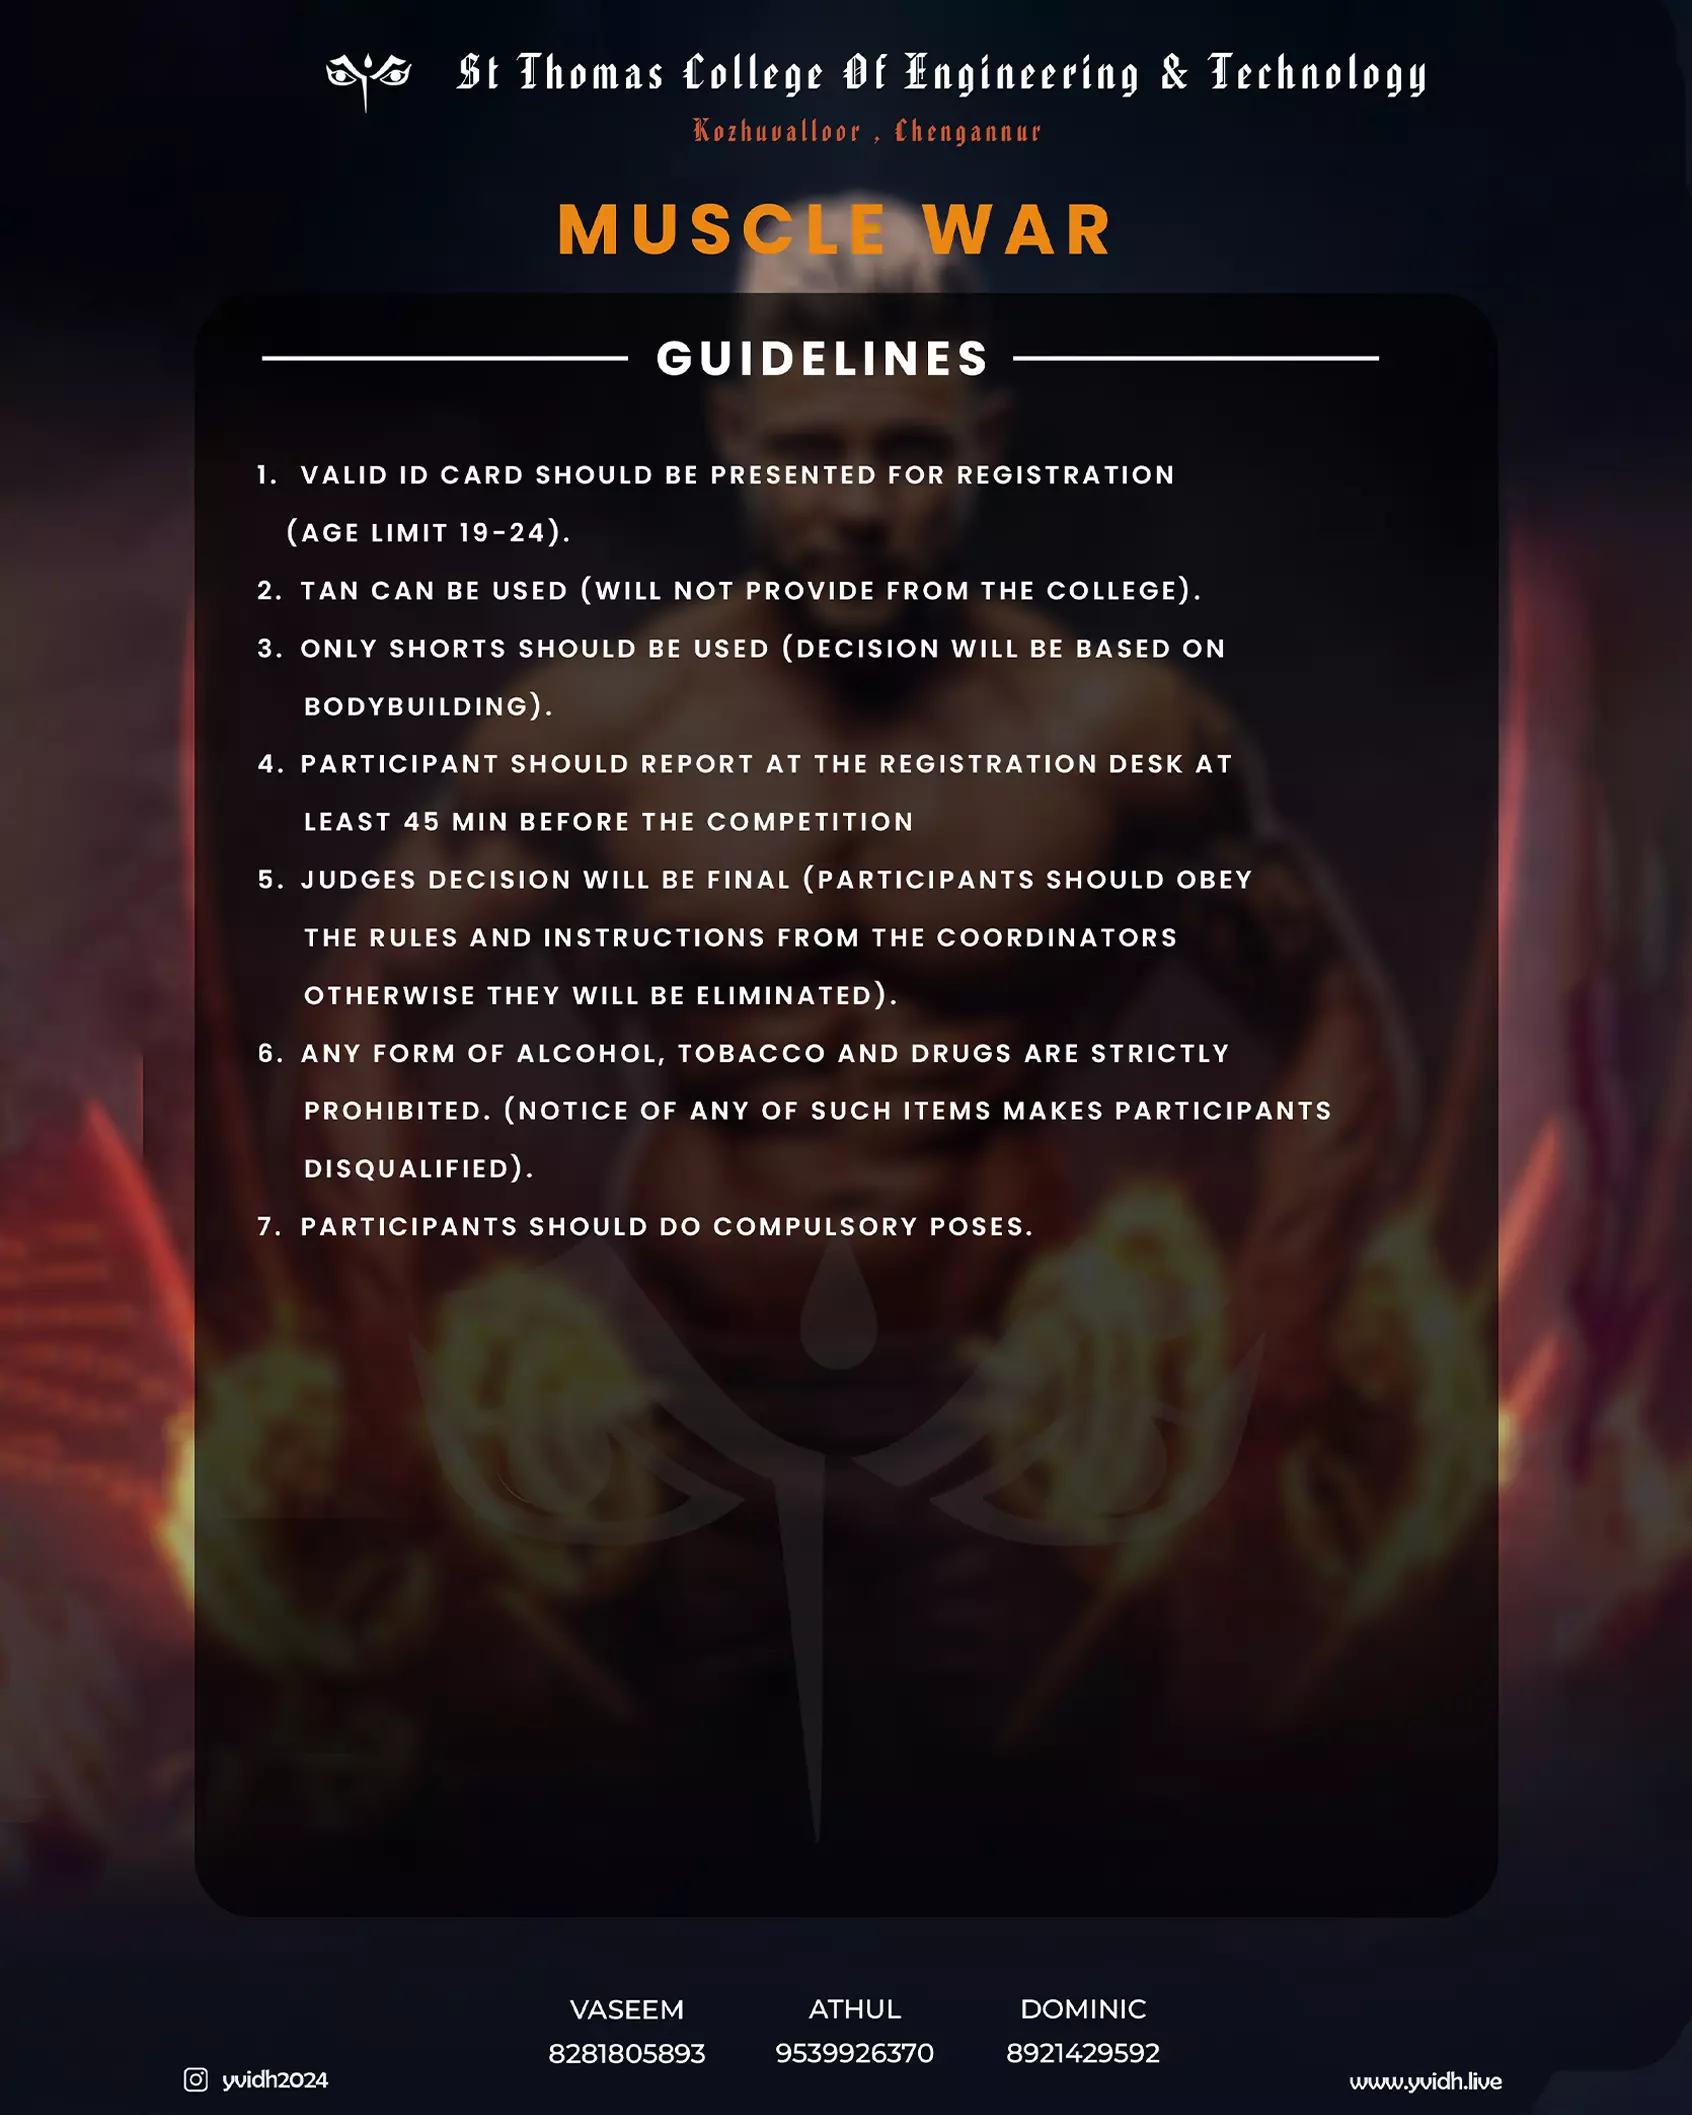 St Thomas College Of Engineering & Technology
Kozhuvalloor , Chengannur
MUSCLE WAR
GUIDELINES
1. VALID ID CARD SHOULD BE PRESENTED FOR REGISTRATION
(AGE LIMIT 19-24).
2. TAN CAN BE USED (WILL NOT PROVIDE FROM THE COLLEGE).
3. ONLY SHORTS SHOULD BE USED (DECISION WILL BE BASED ON
BODYBUILDING).
4. PARTICIPANT SHOULD REPORT AT THE REGISTRATION DESK AT
LEAST 45 MIN BEFORE THE COMPETITION
5. JUDGES DECISION WILL BE FINAL (PARTICIPANTS SHOULD OBEY
THE RULES AND INSTRUCTIONS FROM THE COORDINATORS
OTHERWISE THEY WILL BE ELIMINATED).
6. ANY FORM OF ALCOHOL, TOBACCO AND DRUGS ARE STRICTLY
PROHIBITED. (NOTICE OF ANY OF SUCH ITEMS MAKES PARTICIPANTS
DISQUALIFIED).
7. PARTICIPANTS SHOULD DO COMPULSORY POSES.
VASEEM ATHUL DOMINIC
8281805893 9539926370 8921429592
yvidh2024
www.yvidh.live